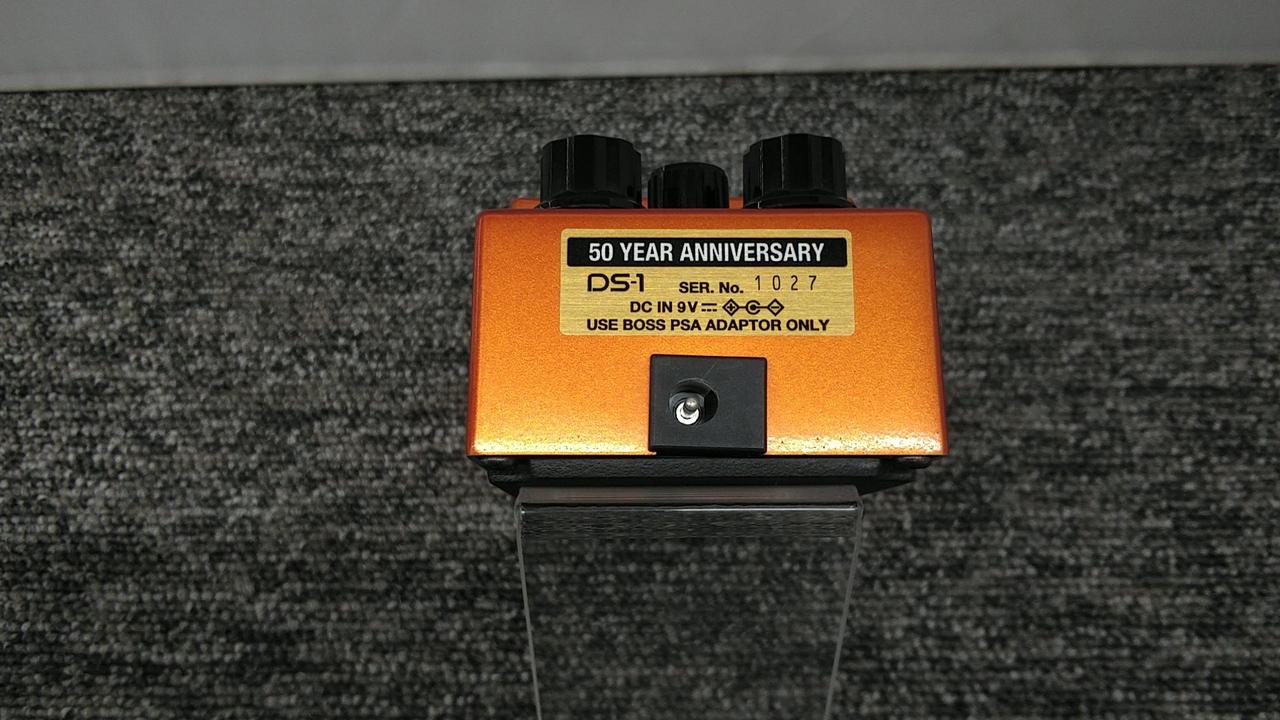 50 YEAR ANNIVERSARY
DS-1 SER. No. 1027
DC IN 9V
USE BOSS PSA ADAPTOR ONLY